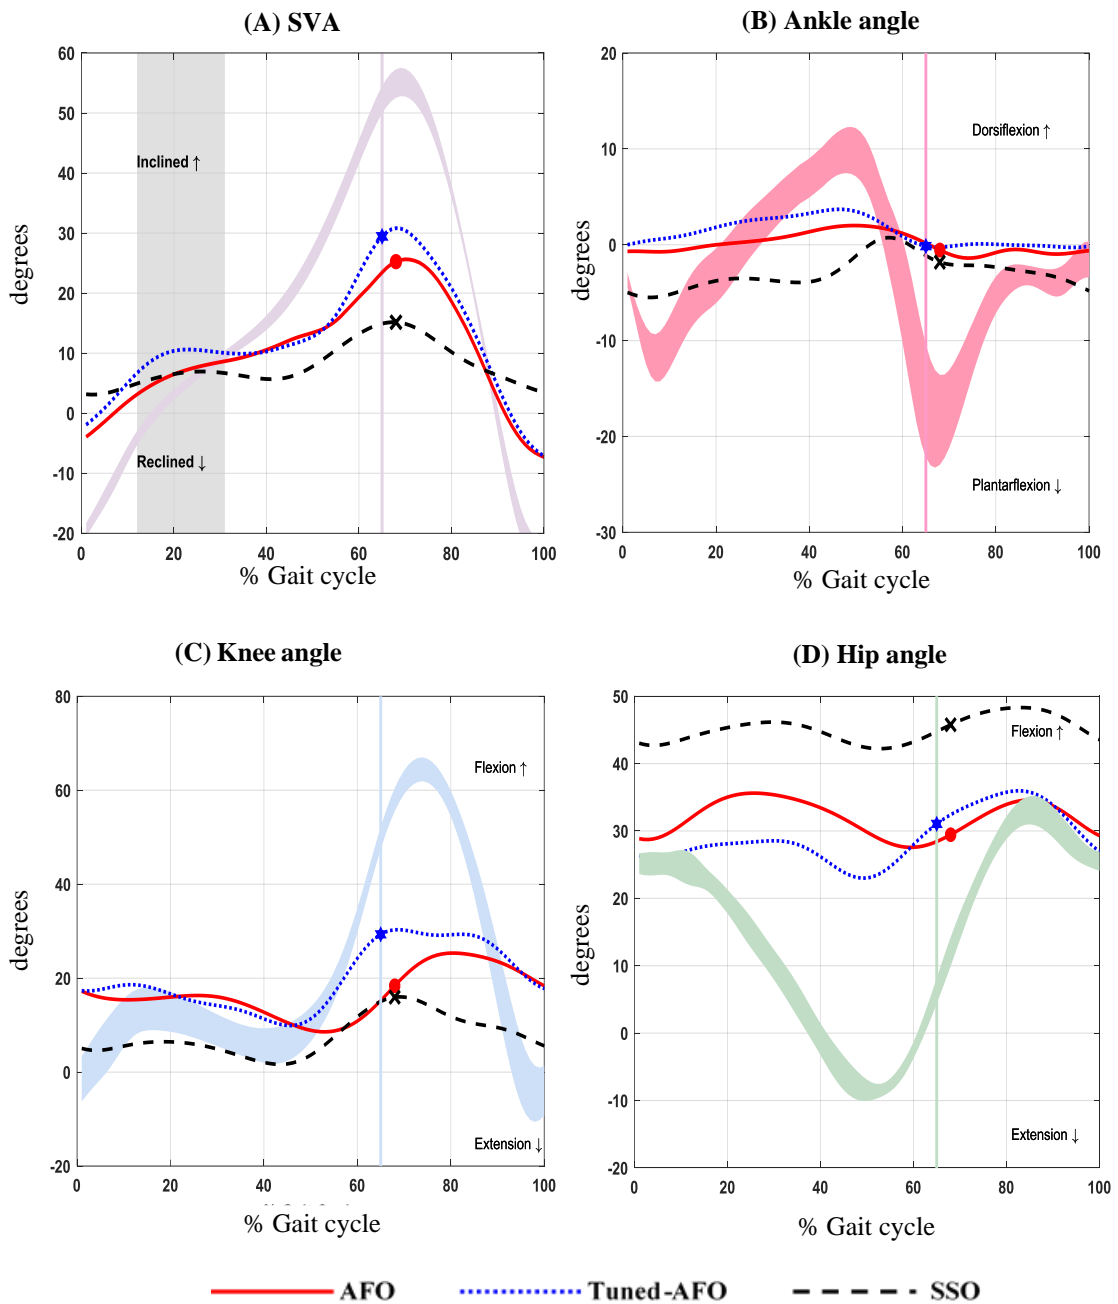 (A) SVA
(B) Ankle angle
60
50
40
30
20
10
0
-10
-20
degrees
Inclined ↑
Reclined ↓
0 20 40 60 80 100
% Gait cycle
20
10
0
-10
-20
-30
degrees
Dorsiflexion ↑
Plantarflexion ↓
0 20 40 60 80 100
% Gait cycle
(C) Knee angle
(D) Hip angle
80
60
40
20
0
-20
degrees
Flexion ↑
Extension ↓
0 20 40 60 80 100
% Gait cycle
50
40
30
20
10
0
-10
-20
degrees
Flexion ↑
Extension ↓
0 20 40 60 80 100
% Gait cycle
AFO Tuned-AFO SSO